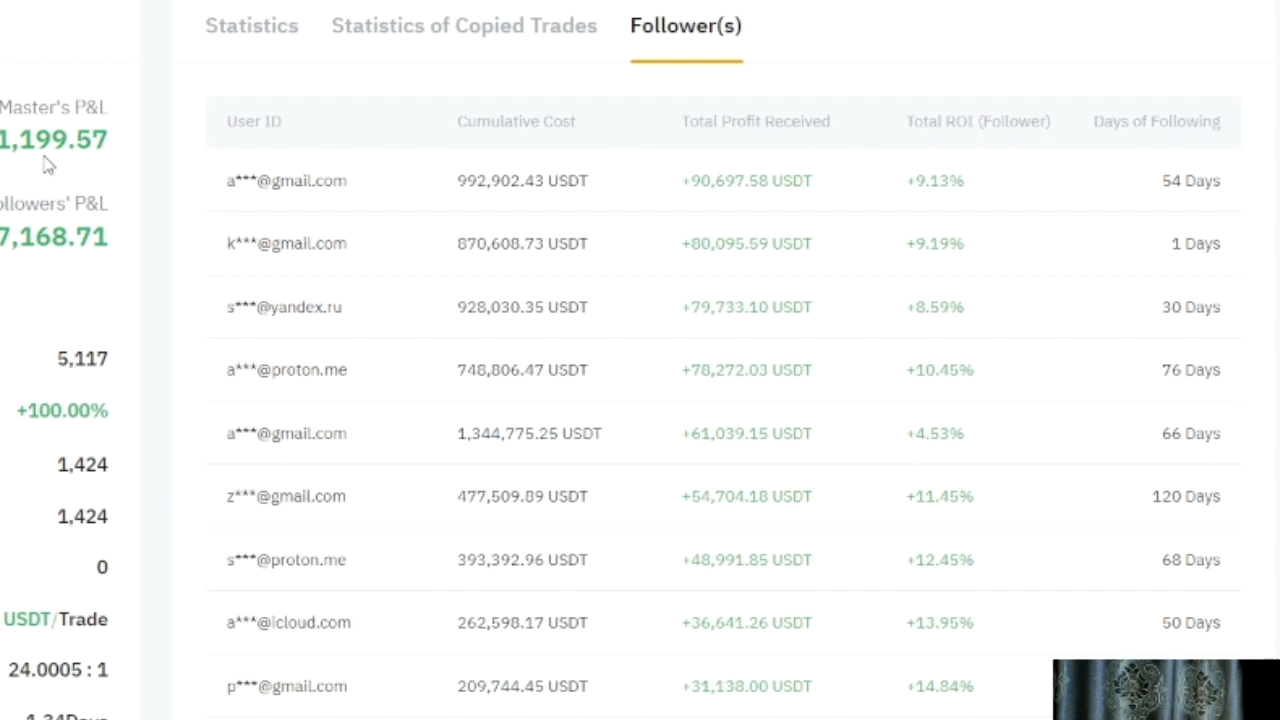 Statistics Statistics of Copied Trades Follower(s)
Master's P&L
1,199.57
ollowers' P&L
7,168.71
5,117
+100.00%
1,424
1,424
0
USDT/Trade
24.0005 : 1
User ID Cumulative Cost Total Profit Received Total ROI (Follower) Days of Following
a***@gmail.com 992,902.43 USDT +90,697.58 USDT +9.13% 54 Days
k***@gmail.com 870,608.73 USDT +80,095.59 USDT +9.19% 1 Days
s***@yandex.ru 928,030.35 USDT +79,733.10 USDT +8.59% 30 Days
a***@proton.me 748,806.47 USDT +78,272.03 USDT +10.45% 76 Days
a***@gmail.com 1,344,775.25 USDT +61,039.15 USDT +4.53% 66 Days
z***@gmail.com 477,509.89 USDT +54,704.18 USDT +11.45% 120 Days
s***@proton.me 393,392.96 USDT +48,991.85 USDT +12.45% 68 Days
a***@icloud.com 262,598.17 USDT +36,641.26 USDT +13.95% 50 Days
p***@gmail.com 209,744.45 USDT +31,138.00 USDT +14.84%